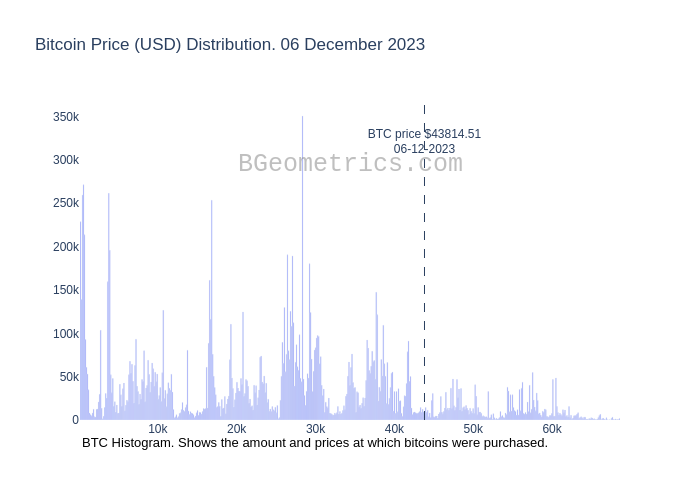 Bitcoin Price (USD) Distribution. 06 December 2023
350k
BTC price $43814.51
06-12-2023
300k
BGeometrics.com
250k
200k
150k
100k
50k
0
10k 20k 30k 40k 50k 60k
BTC Histogram. Shows the amount and prices at which bitcoins were purchased.